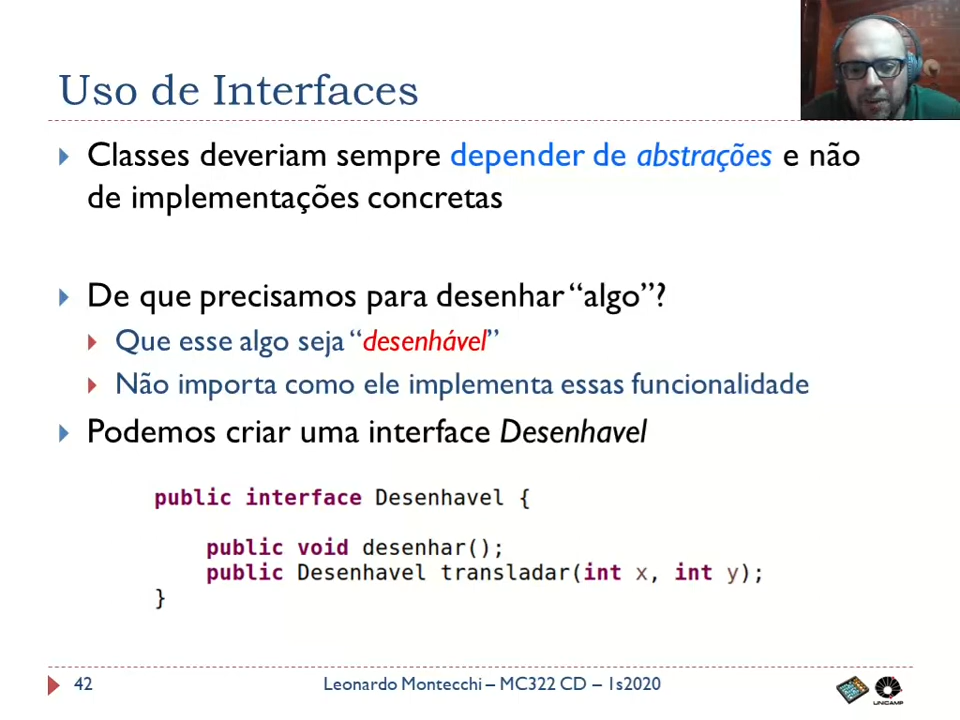 Uso de Interfaces
Classes deveriam sempre depender de abstrações e não
de implementações concretas
De que precisamos para desenhar “algo”?
Que esse algo seja “desenhável”
Não importa como ele implementa essas funcionalidade
Podemos criar uma interface Desenhavel
public interface Desenhavel {
public void desenhar();
public Desenhavel transladar(int x, int y);
}
42
Leonardo Montecchi – MC322 CD – 1s2020
UNICAMP